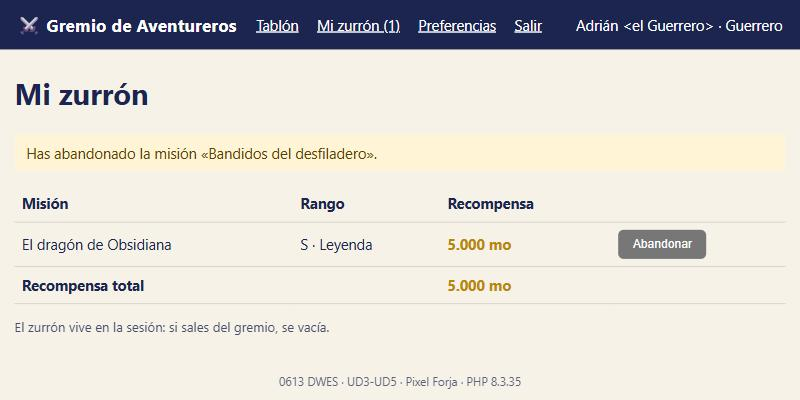 Gremio de Aventureros Tablón Mi zurrón (1) Preferencias Salir Adrián <el Guerrero> · Guerrero
Mi zurrón
Has abandonado la misión «Bandidos del desfiladero».
Misión Rango Recompensa
El dragón de Obsidiana S · Leyenda 5.000 mo Abandonar
Recompensa total 5.000 mo
El zurrón vive en la sesión: si sales del gremio, se vacía.
0613 DWES · UD3-UD5 · Pixel Forja · PHP 8.3.35